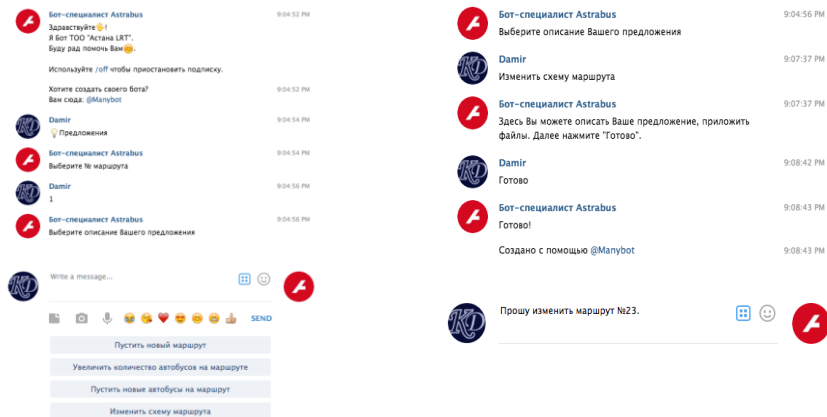 Бот-специалист Astrabus 9:04:52 PM
Здравствуйте🖐!
Я Бот ТОО "Астана LRT".
Буду рад помочь Вам😊.
Используйте /off чтобы приостановить подписку.
Хотите создать своего бота? 9:04:52 PM
Вам сюда: @Manybot
Damir 9:04:54 PM
💡Предложения
Бот-специалист Astrabus 9:04:54 PM
Выберите № маршрута
Damir 9:04:56 PM
1
Бот-специалист Astrabus 9:04:56 PM
Выберите описание Вашего предложения
Write a message...
SEND
Пустить новый маршрут
Увеличить количество автобусов на маршруте
Пустить новые автобусы на маршрут
Изменить схему маршрута
Бот-специалист Astrabus 9:04:56 PM
Выберите описание Вашего предложения
Damir 9:07:37 PM
Изменить схему маршрута
Бот-специалист Astrabus 9:07:37 PM
Здесь Вы можете описать Ваше предложение, приложить
файлы. Далее нажмите "Готово".
Damir 9:08:42 PM
Готово
Бот-специалист Astrabus 9:08:43 PM
Готово!
Создано с помощью @Manybot 9:08:43 PM
Прошу изменить маршрут №23.